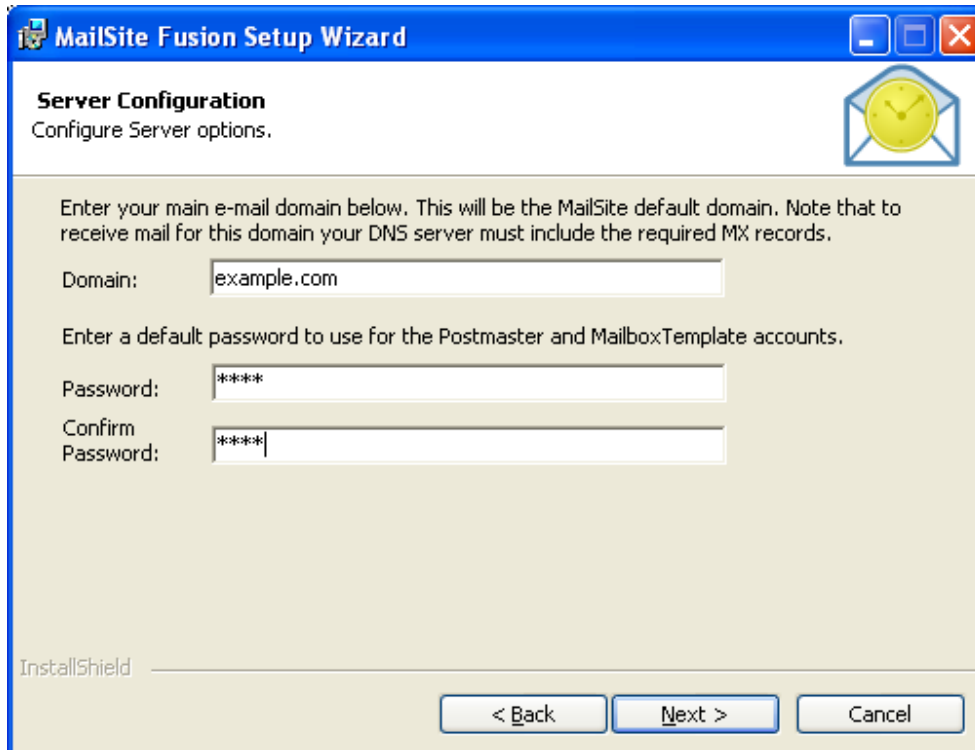 MailSite Fusion Setup Wizard
Server Configuration
Configure Server options.
Enter your main e-mail domain below. This will be the MailSite default domain. Note that to
receive mail for this domain your DNS server must include the required MX records.
Domain: example.com
Enter a default password to use for the Postmaster and MailboxTemplate accounts.
Password: ****
Confirm
Password: ****
InstallShield
< Back Next > Cancel